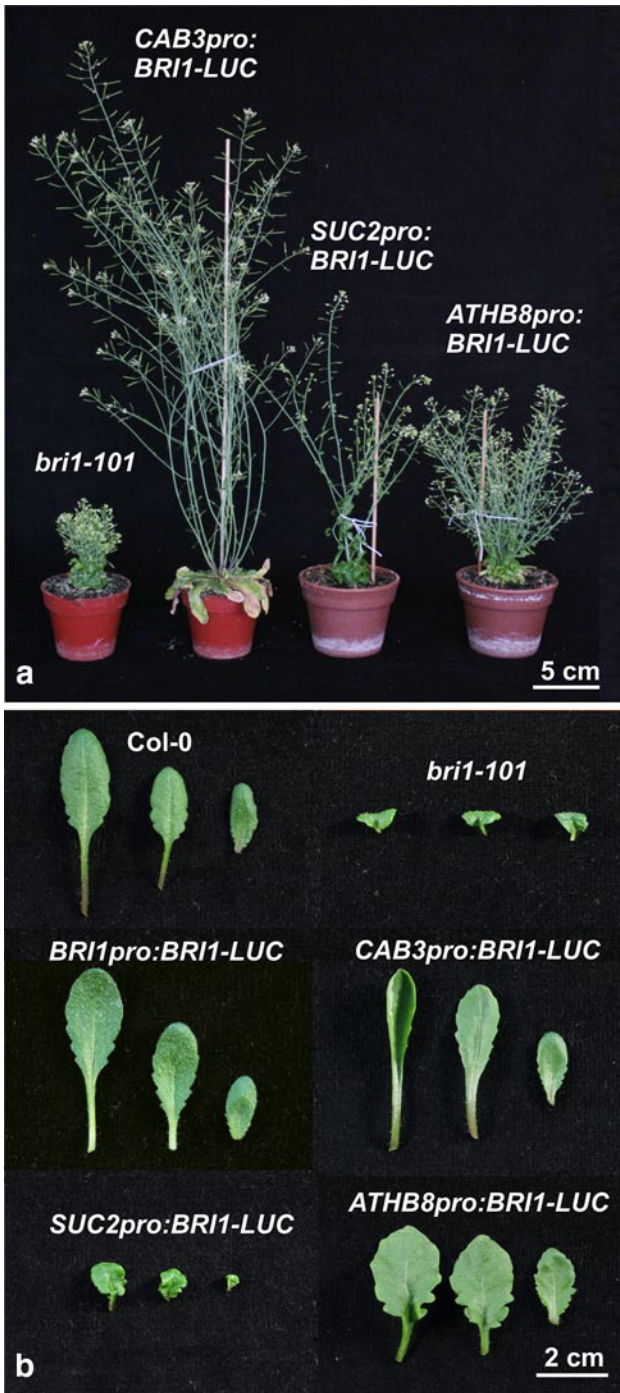 CAB3pro:
BRI1-LUC
SUC2pro:
BRI1-LUC
ATHB8pro:
BRI1-LUC
bri1-101
a
5 cm
Col-0
bri1-101
BRI1pro:BRI1-LUC
CAB3pro:BRI1-LUC
SUC2pro:BRI1-LUC
ATHB8pro:BRI1-LUC
b
2 cm